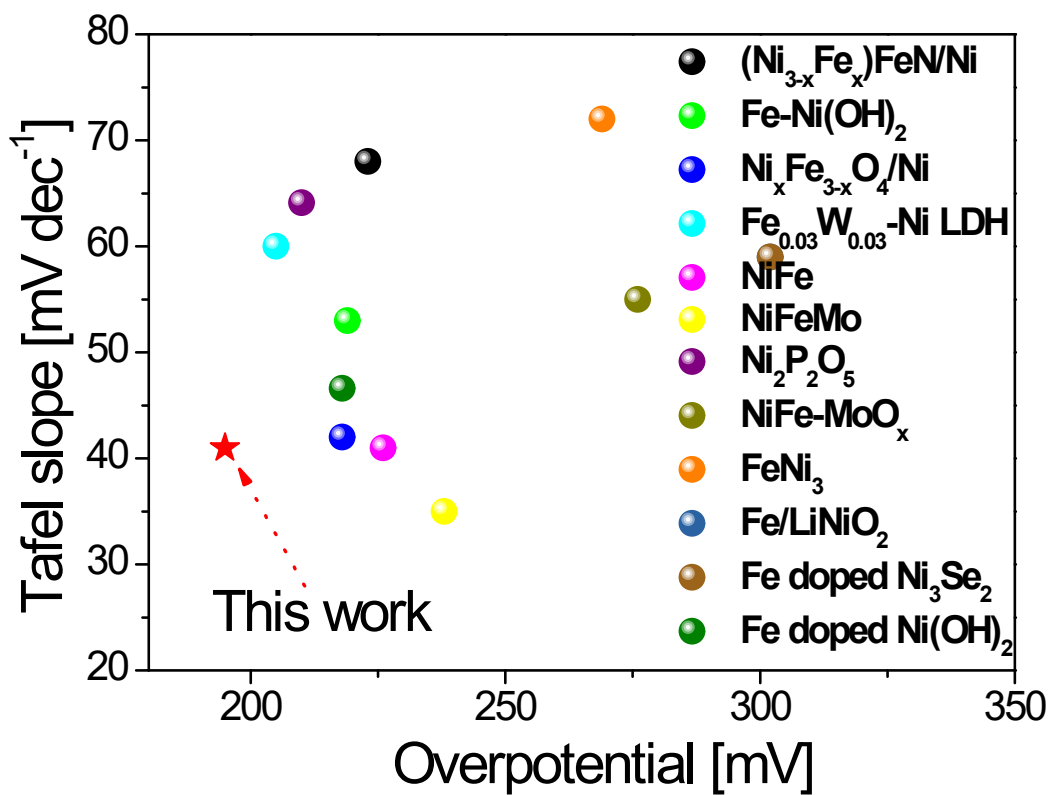 80
70
60
50
40
30
20
Tafel slope [mV dec⁻¹]
(Ni₃₋ₓFeₓ)FeN/Ni
Fe-Ni(OH)₂
NiₓFe₃₋ₓO₄/Ni
Fe₀.₀₃W₀.₀₃-Ni LDH
NiFe
NiFeMo
Ni₂P₂O₅
NiFe-MoOₓ
FeNi₃
Fe/LiNiO₂
Fe doped Ni₃Se₂
Fe doped Ni(OH)₂
This work
200
250
300
350
Overpotential [mV]